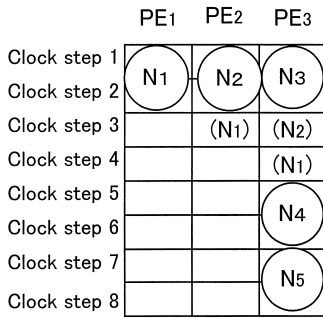 PE1 PE2 PE3
Clock step 1
Clock step 2
N1 N2 N3
Clock step 3 (N1) (N2)
Clock step 4 (N1)
Clock step 5
Clock step 6
N4
Clock step 7
Clock step 8
N5